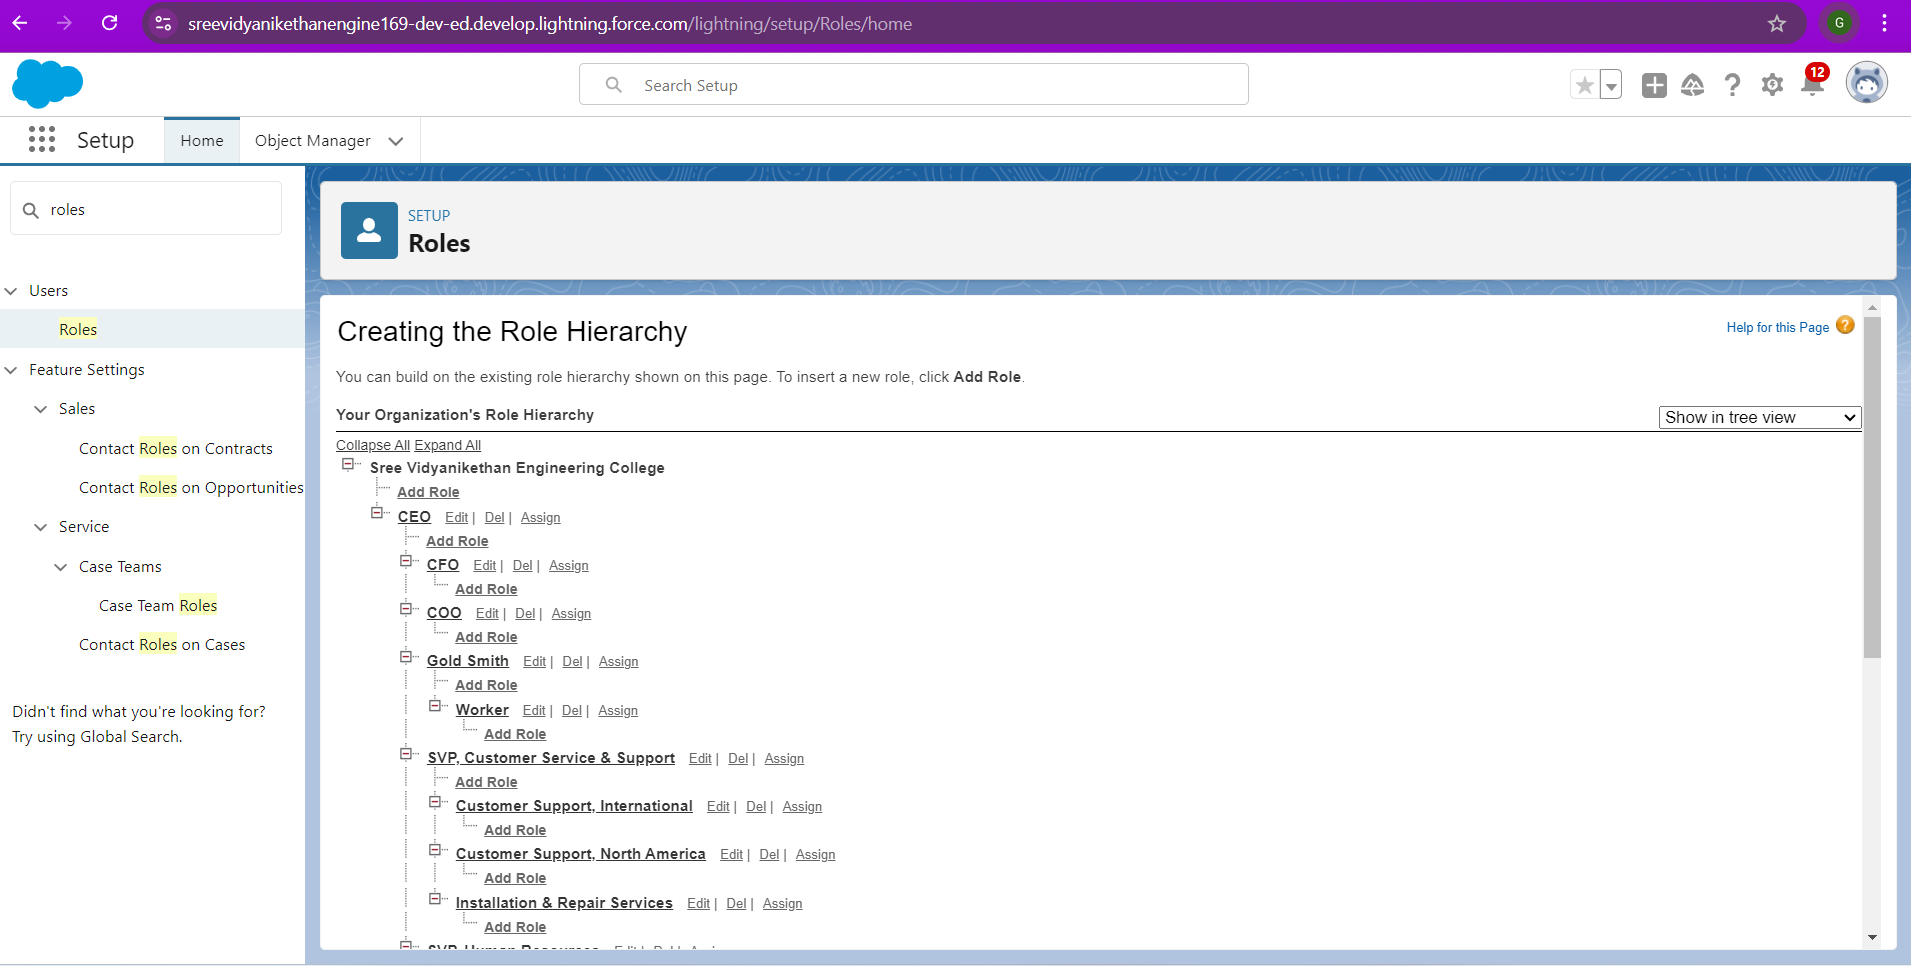 sreevidyanikethanengine169-dev-ed.develop.lightning.force.com/lightning/setup/Roles/home
G
Search Setup
12
Setup
Home
Object Manager
roles
Users
Roles
Feature Settings
Sales
Contact Roles on Contracts
Contact Roles on Opportunities
Service
Case Teams
Case Team Roles
Contact Roles on Cases
Didn't find what you're looking for?
Try using Global Search.
SETUP
Roles
Creating the Role Hierarchy
Help for this Page ?
You can build on the existing role hierarchy shown on this page. To insert a new role, click Add Role.
Your Organization's Role Hierarchy
Show in tree view
Collapse All Expand All
Sree Vidyanikethan Engineering College
Add Role
CEO Edit | Del | Assign
Add Role
CFO Edit | Del | Assign
Add Role
COO Edit | Del | Assign
Add Role
Gold Smith Edit | Del | Assign
Add Role
Worker Edit | Del | Assign
Add Role
SVP, Customer Service & Support Edit | Del | Assign
Add Role
Customer Support, International Edit | Del | Assign
Add Role
Customer Support, North America Edit | Del | Assign
Add Role
Installation & Repair Services Edit | Del | Assign
Add Role
SVP, Human Resources Edit | Del | Assign